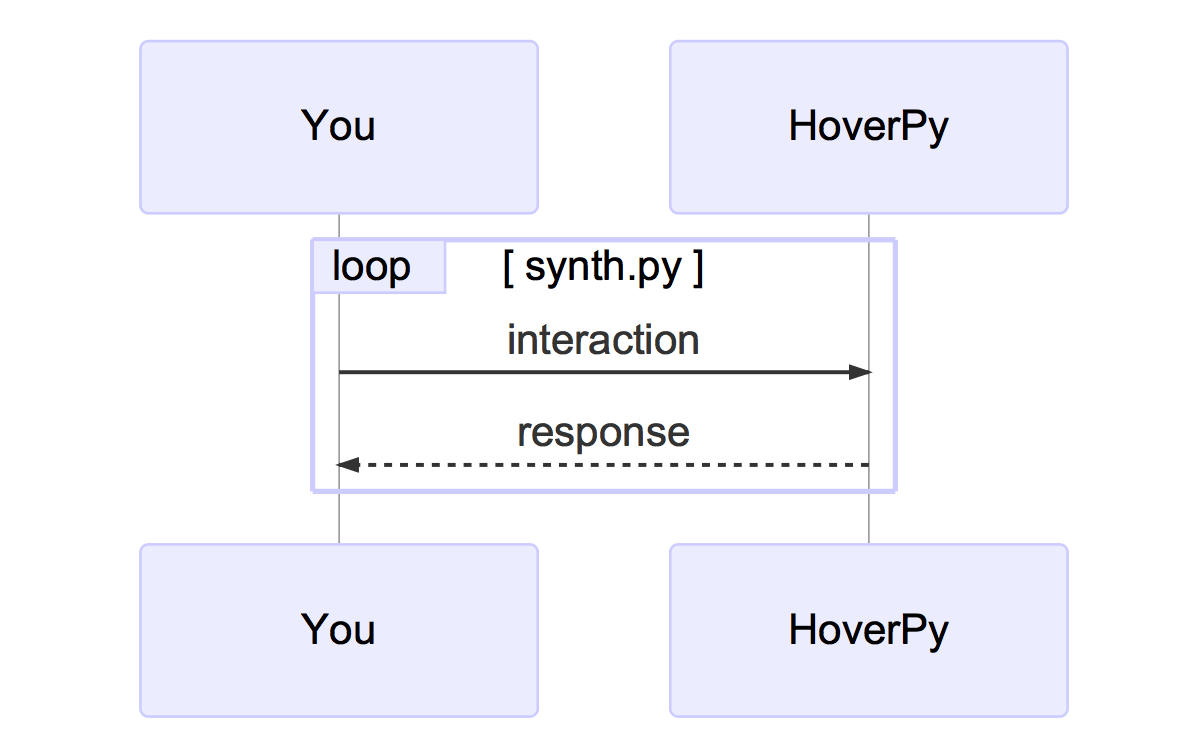 You
HoverPy
loop
[ synth.py ]
interaction
response
You
HoverPy